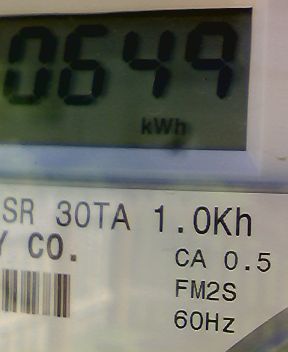 0649
kWh
SR 30TA 1.0Kh
Y CO.
CA 0.5
FM2S
60Hz